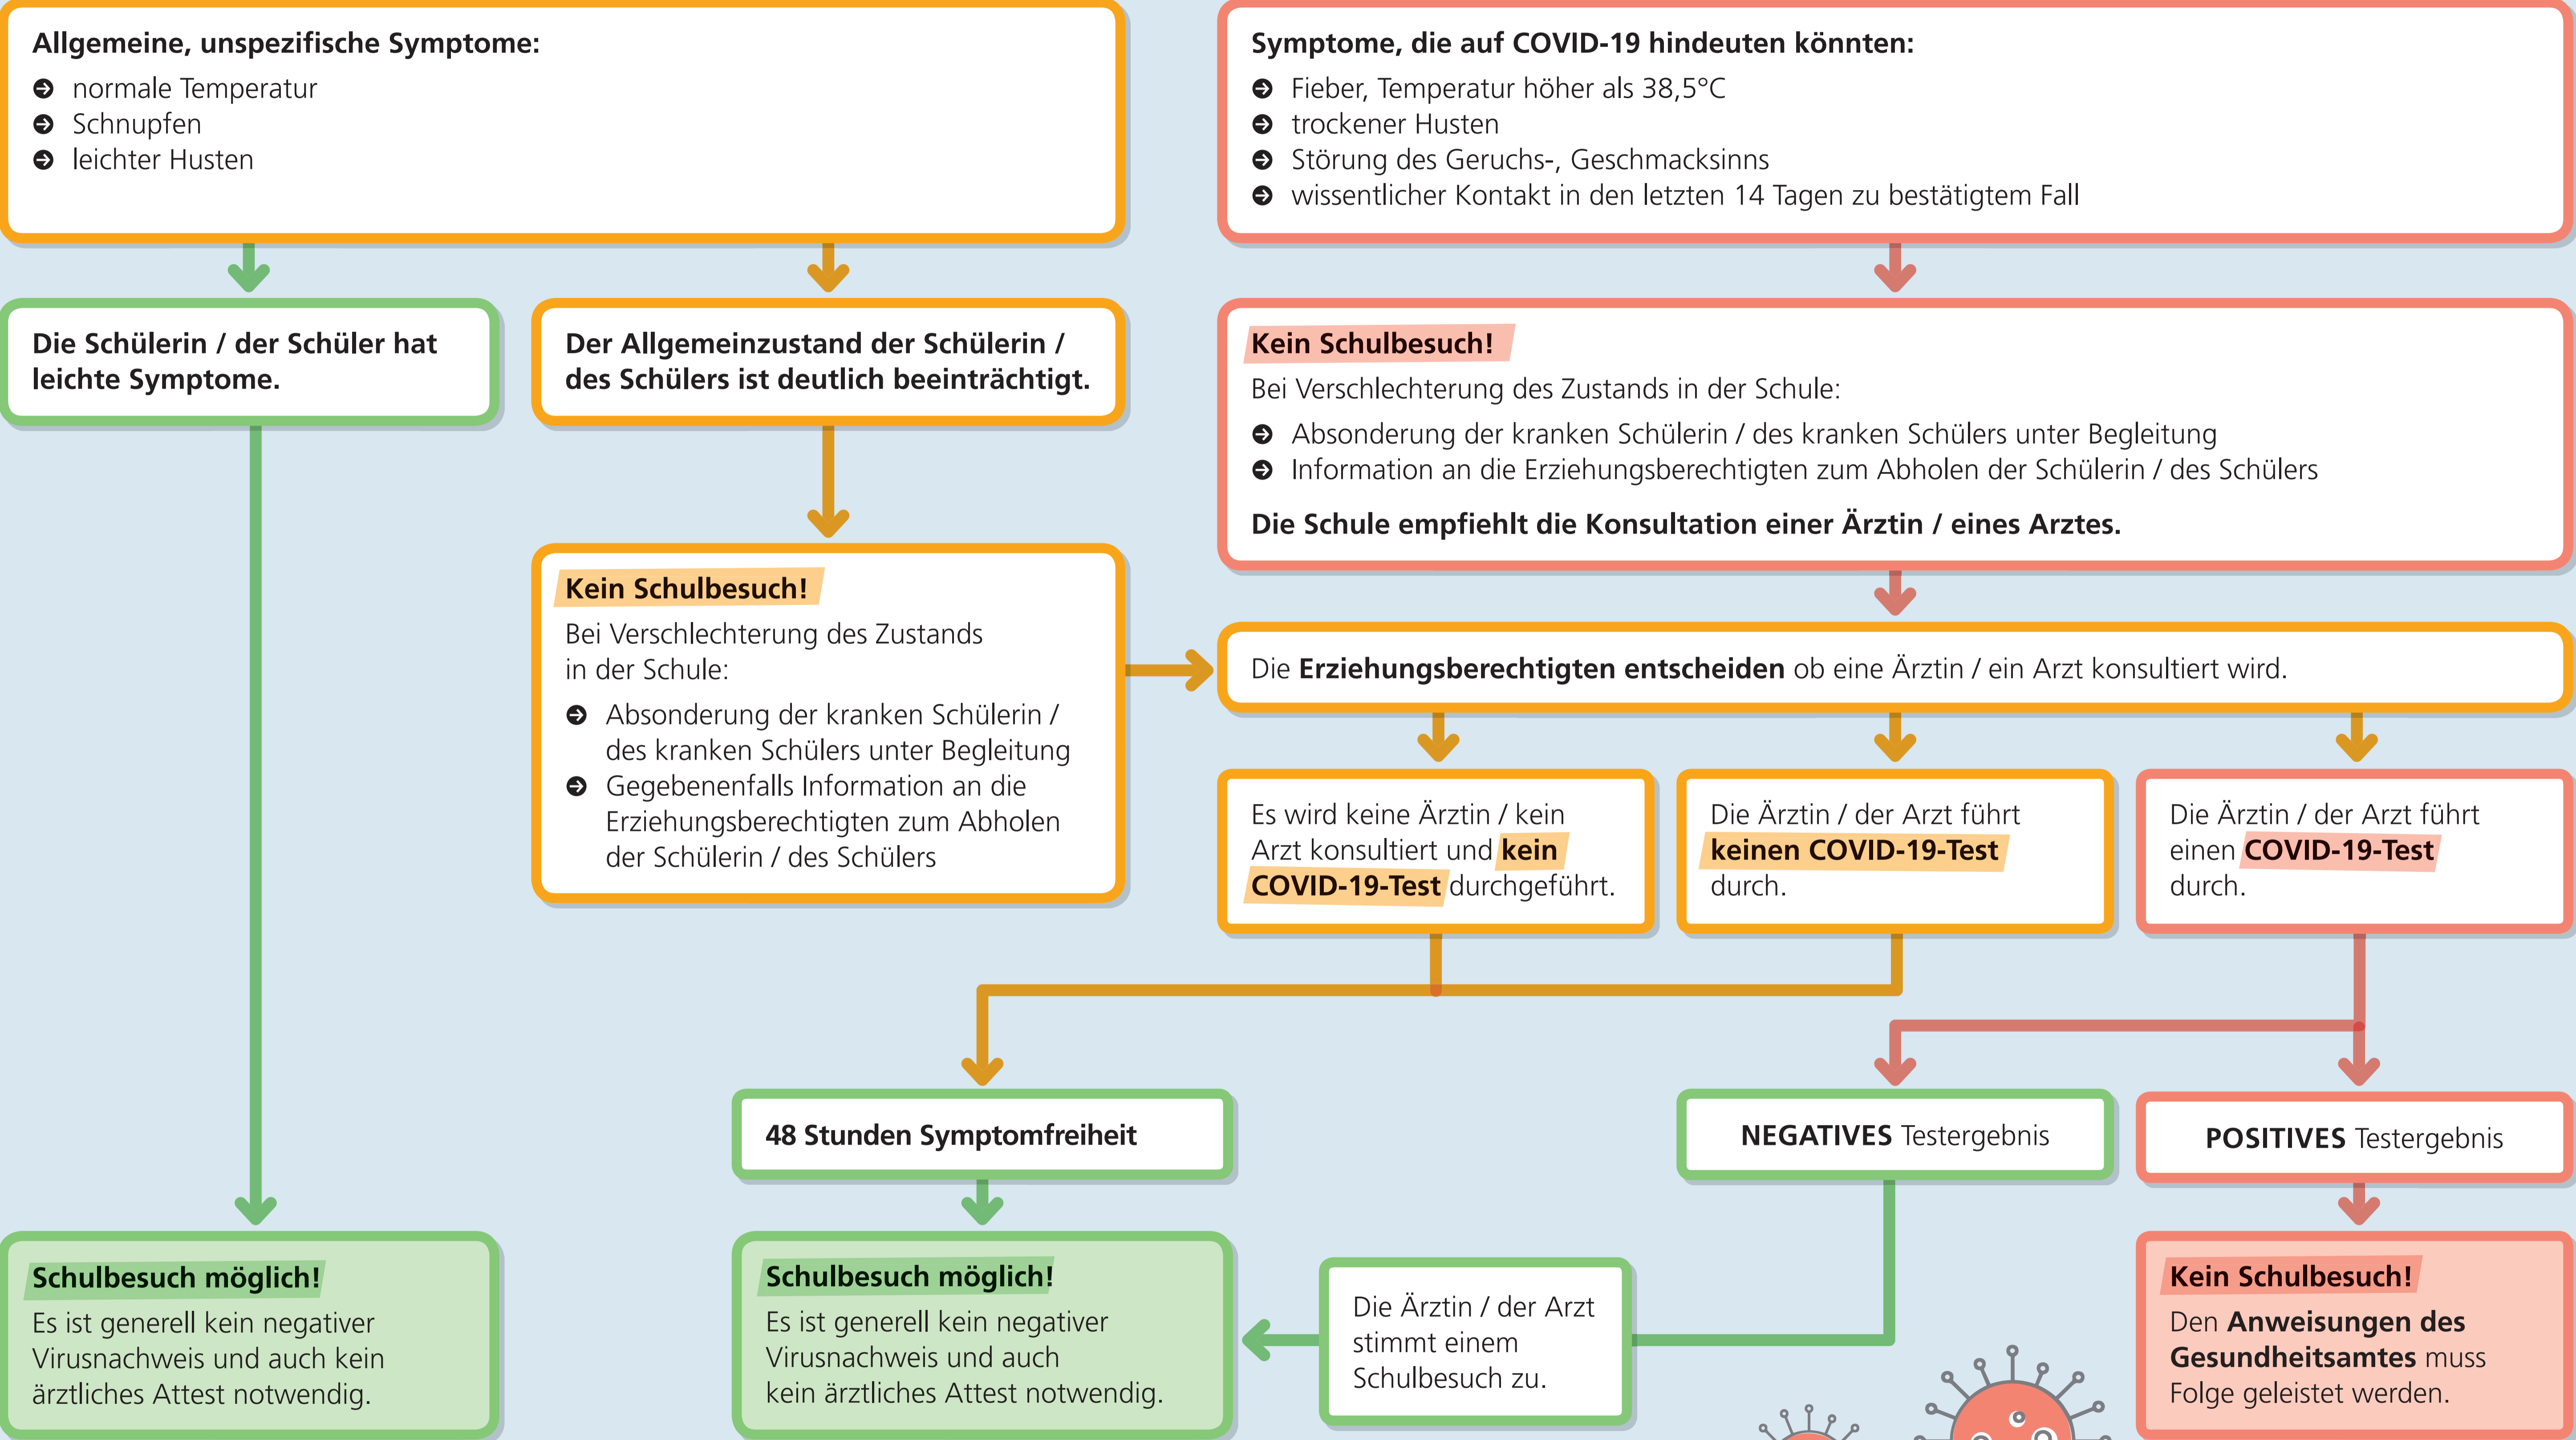 Allgemeine, unspezifische Symptome:
normale Temperatur
Schnupfen
leichter Husten
Symptome, die auf COVID-19 hindeuten könnten:
Fieber, Temperatur höher als 38,5°C
trockener Husten
Störung des Geruchs-, Geschmacksinns
wissentlicher Kontakt in den letzten 14 Tagen zu bestätigtem Fall
Die Schülerin / der Schüler hat
leichte Symptome.
Der Allgemeinzustand der Schülerin /
des Schülers ist deutlich beeinträchtigt.
Kein Schulbesuch!
Bei Verschlechterung des Zustands in der Schule:
Absonderung der kranken Schülerin / des kranken Schülers unter Begleitung
Information an die Erziehungsberechtigten zum Abholen der Schülerin / des Schülers
Die Schule empfiehlt die Konsultation einer Ärztin / eines Arztes.
Kein Schulbesuch!
Bei Verschlechterung des Zustands
in der Schule:
Absonderung der kranken Schülerin /
des kranken Schülers unter Begleitung
Gegebenenfalls Information an die
Erziehungsberechtigten zum Abholen
der Schülerin / des Schülers
Die Erziehungsberechtigten entscheiden ob eine Ärztin / ein Arzt konsultiert wird.
Es wird keine Ärztin / kein
Arzt konsultiert und kein
COVID-19-Test durchgeführt.
Die Ärztin / der Arzt führt
keinen COVID-19-Test
durch.
Die Ärztin / der Arzt führt
einen COVID-19-Test
durch.
48 Stunden Symptomfreiheit
NEGATIVES Testergebnis
POSITIVES Testergebnis
Schulbesuch möglich!
Es ist generell kein negativer
Virusnachweis und auch kein
ärztliches Attest notwendig.
Schulbesuch möglich!
Es ist generell kein negativer
Virusnachweis und auch
kein ärztliches Attest notwendig.
Die Ärztin / der Arzt
stimmt einem
Schulbesuch zu.
Kein Schulbesuch!
Den Anweisungen des
Gesundheitsamtes muss
Folge geleistet werden.